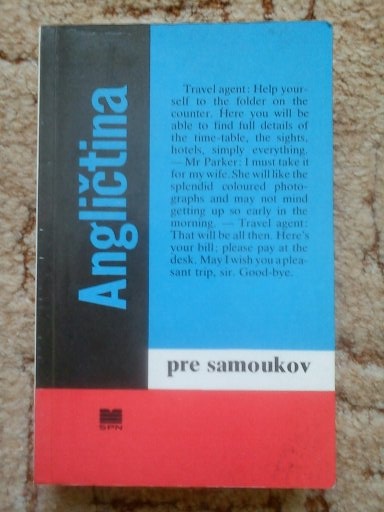 Angličtina
Travel agent: Help your-
self to the folder on the
counter. Here you will be
able to find full details of
the time-table, the sights,
hotels, simply everything.
— Mr Parker: I must take it
for my wife. She will like the
splendid coloured photo-
graphs and may not mind
getting up so early in the
morning. — Travel agent:
That will be all then. Here's
your bill; please pay at the
desk. May I wish you a plea-
sant trip, sir. Good-bye.
pre samoukov
SPN